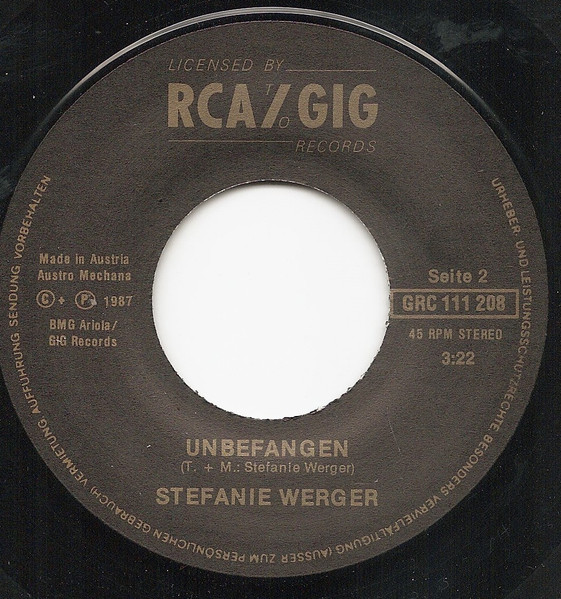 LICENSED BY
RCA/GIG
TO
RECORDS
Made in Austria
Austro Mechana
© + ℗ 1987
BMG Ariola/
GIG Records
Seite 2
GRC 111 208
45 RPM STEREO
3:22
UNBEFANGEN
(T. + M.: Stefanie Werger)
STEFANIE WERGER
URHEBER- UND LEISTUNGSSCHUTZRECHTE BESONDERS VERVIELFÄLTIGUNG (AUSSER ZUM PERSÖNLICHEN GEBRAUCH) VERMIETUNG, AUFFÜHRUNG SENDUNG VORBEHALTEN